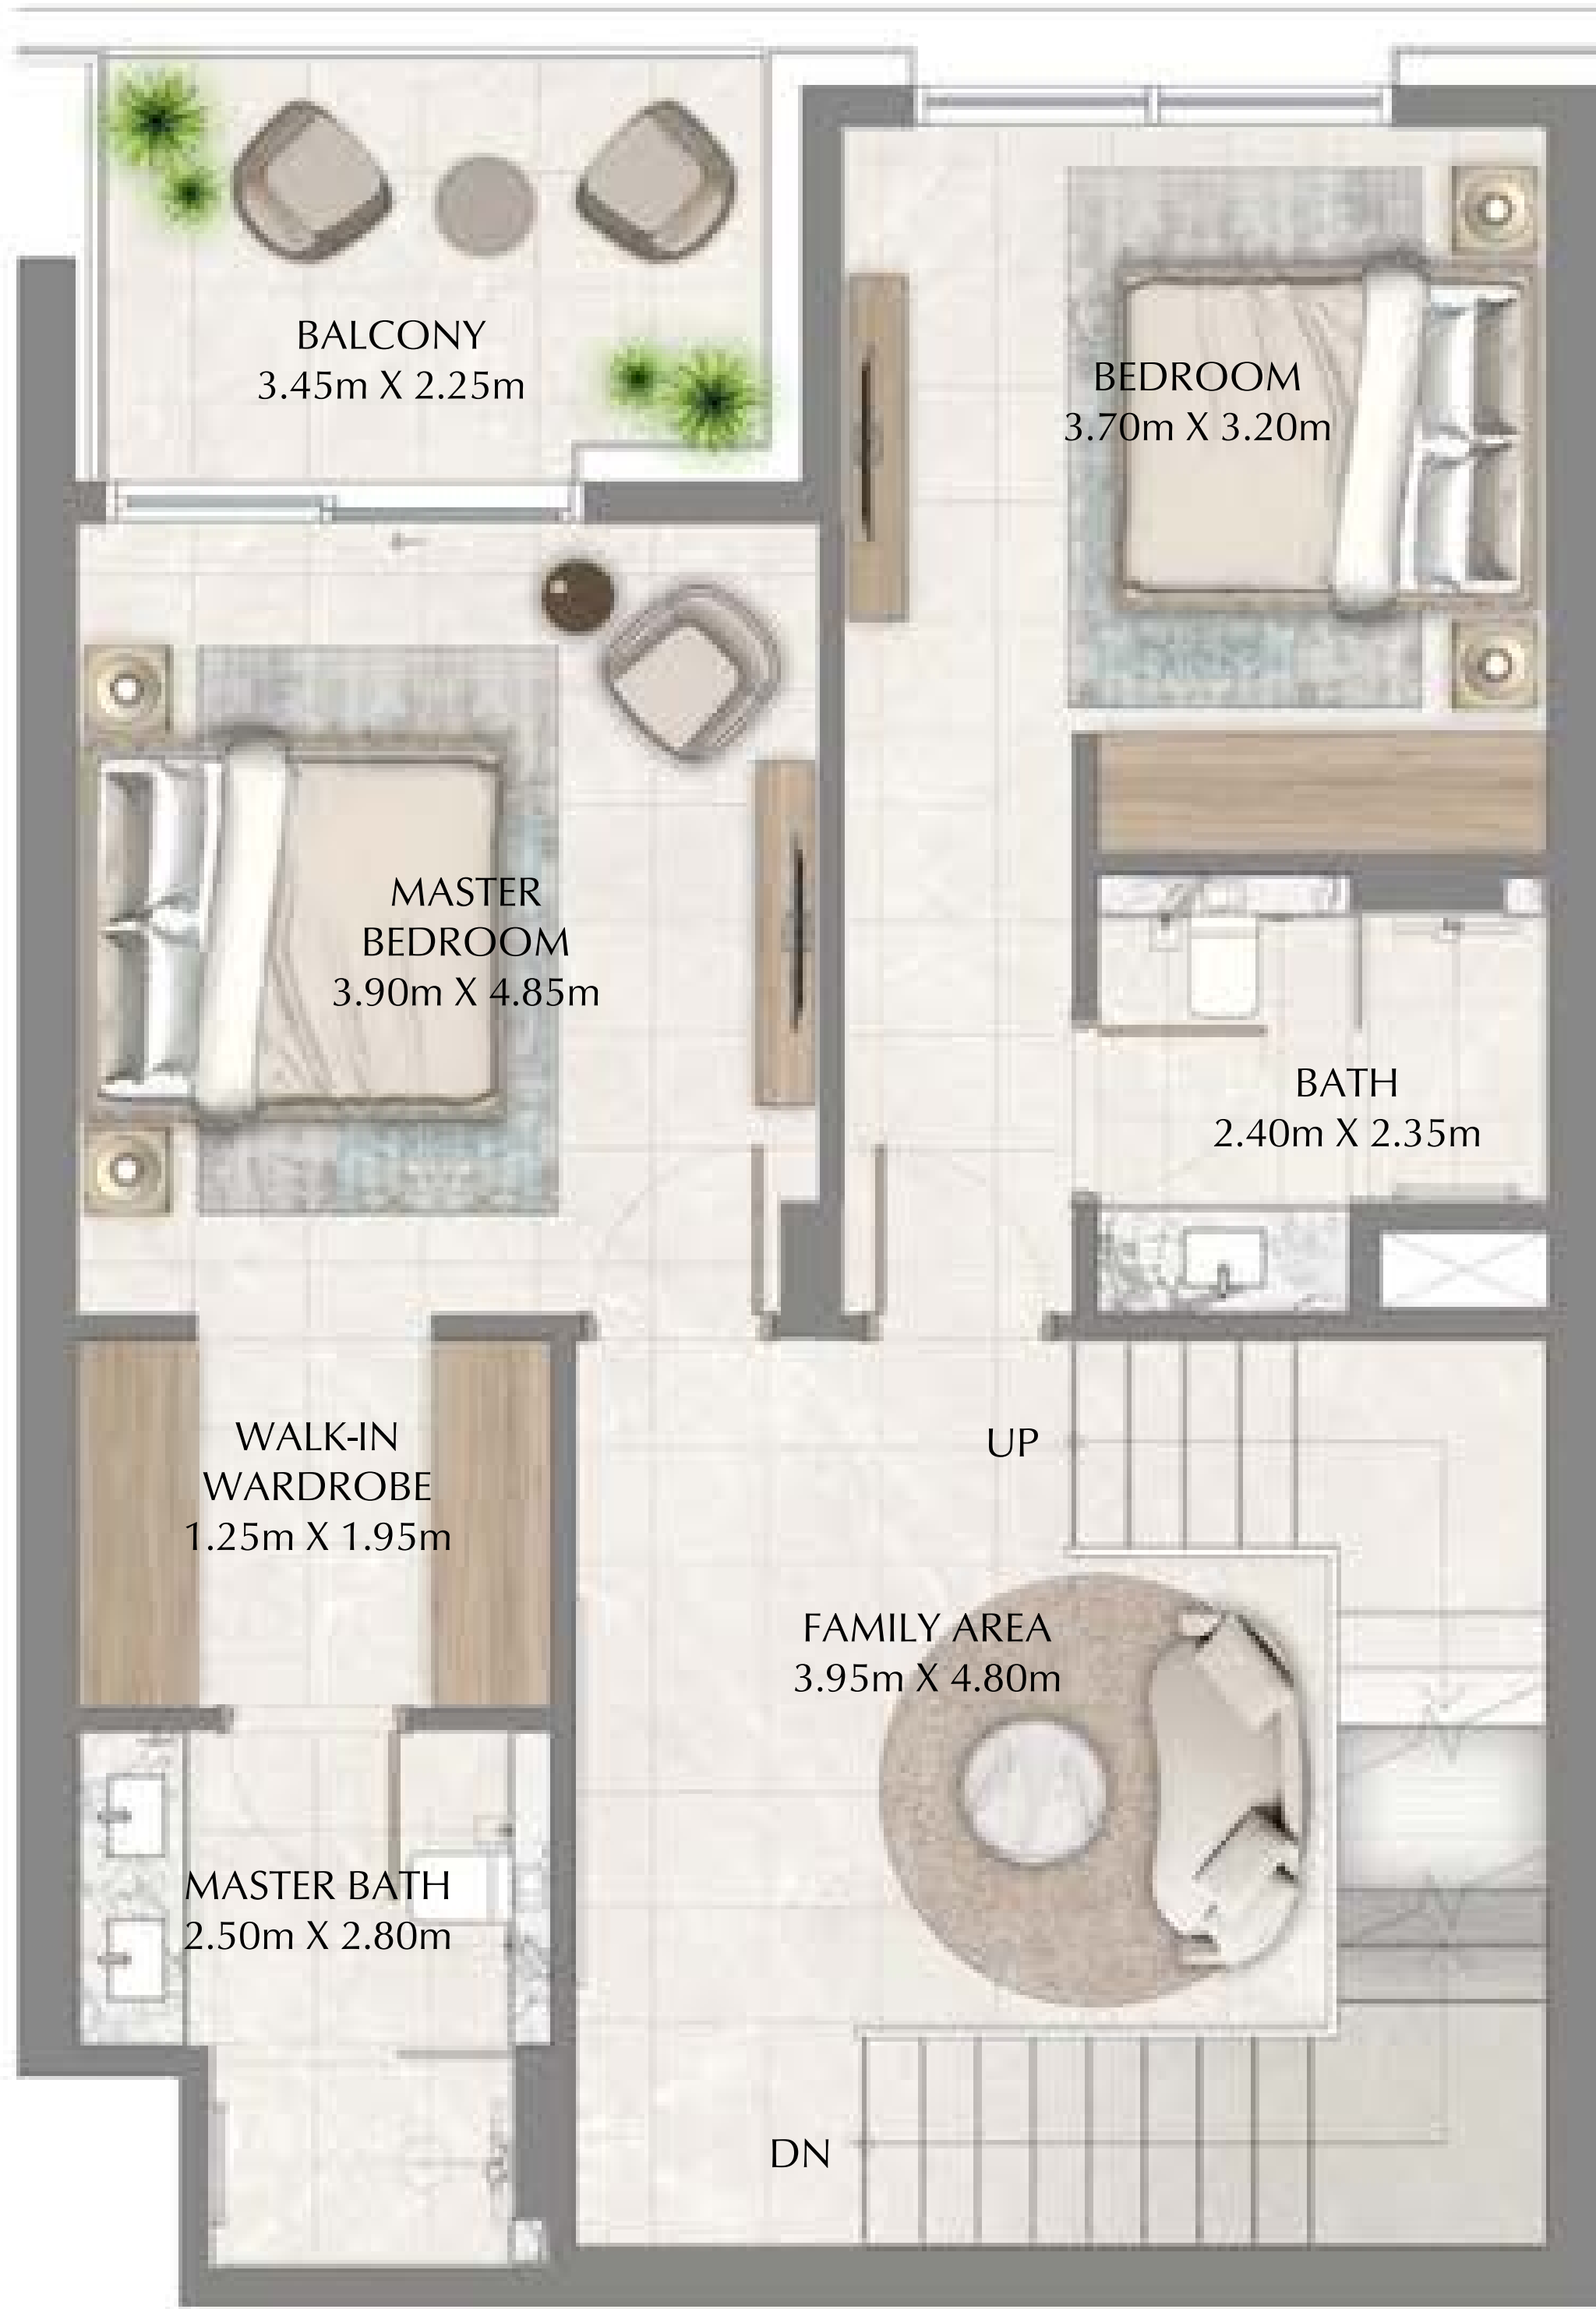 BALCONY
3.45m X 2.25m
BEDROOM
3.70m X 3.20m
MASTER
BEDROOM
3.90m X 4.85m
BATH
2.40m X 2.35m
WALK-IN
WARDROBE
1.25m X 1.95m
UP
FAMILY AREA
3.95m X 4.80m
MASTER BATH
2.50m X 2.80m
DN